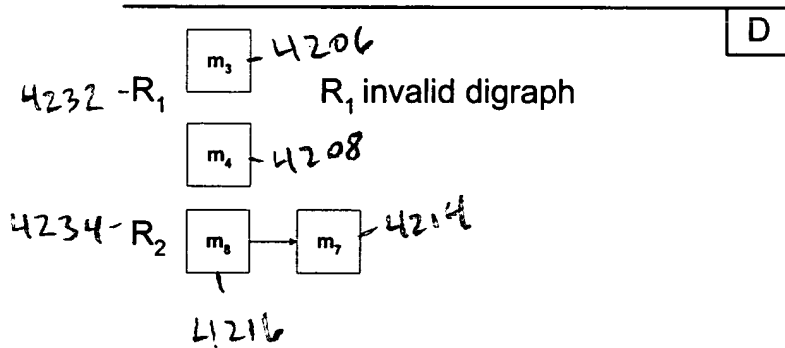 D
m3 - 4206
4232 - R1 R1 invalid digraph
m4 - 4208
4234 - R2 m8 m7 - 4214
4216